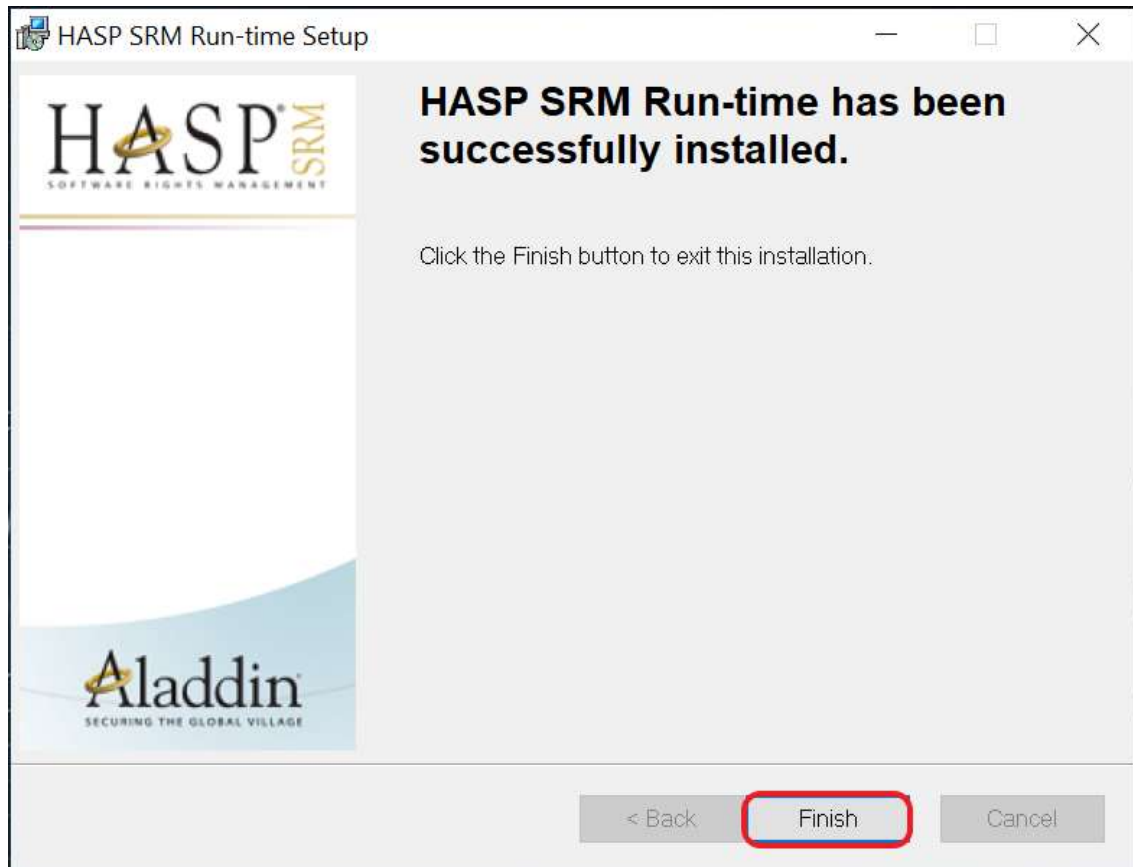 HASP SRM Run-time Setup
HASP SRM
SOFTWARE RIGHTS MANAGEMENT
HASP SRM Run-time has been
successfully installed.
Click the Finish button to exit this installation.
Aladdin
SECURING THE GLOBAL VILLAGE
< Back
Finish
Cancel